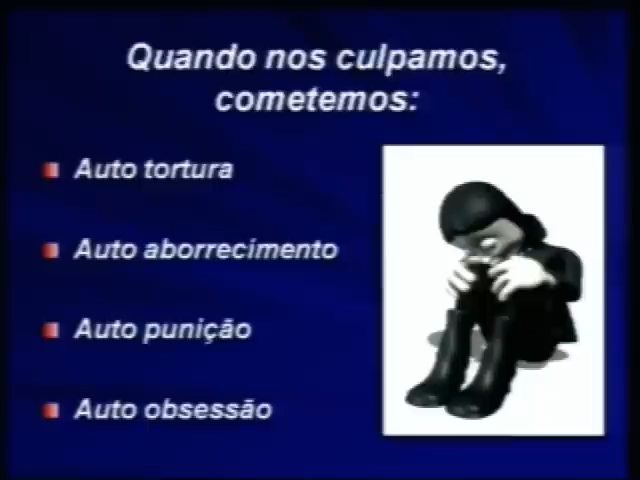 Quando nos culpamos,
cometemos:
Auto tortura
Auto aborrecimento
Auto punição
Auto obsessão